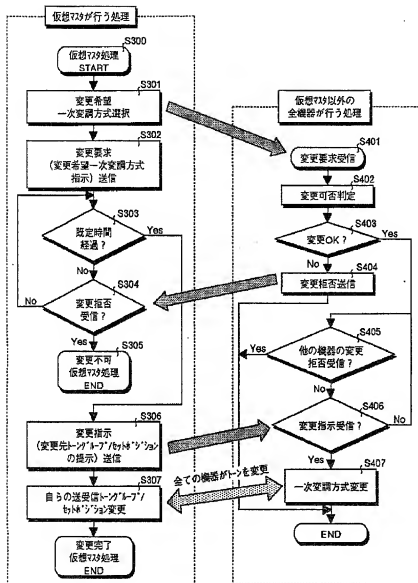 仮想マスタが行う処理
S300
仮想マスタ処理
START
S301
変更希望
一次変調方式選択
S302
変更要求
(変更希望一次変調方式
指示)送信
S303
既定時間
経過?
Yes
No
S304
変更拒否
受信?
No
Yes
S305
変更不可
仮想マスタ処理
END
S306
変更指示
(変更先トーングループ/セットポジション
の提示)送信
S307
自らの送受信トーングループ/
セットポジション変更
変更完了
仮想マスタ処理
END
全ての機器がトーンを変更
仮想マスタ以外の
全機器が行う処理
S401
変更要求受信
S402
変更可否判定
S403
変更OK?
Yes
No
S404
変更拒否送信
S405
他の機器の変更
拒否受信?
Yes
No
S406
変更指示受信?
No
Yes
S407
一次変調方式変更
END